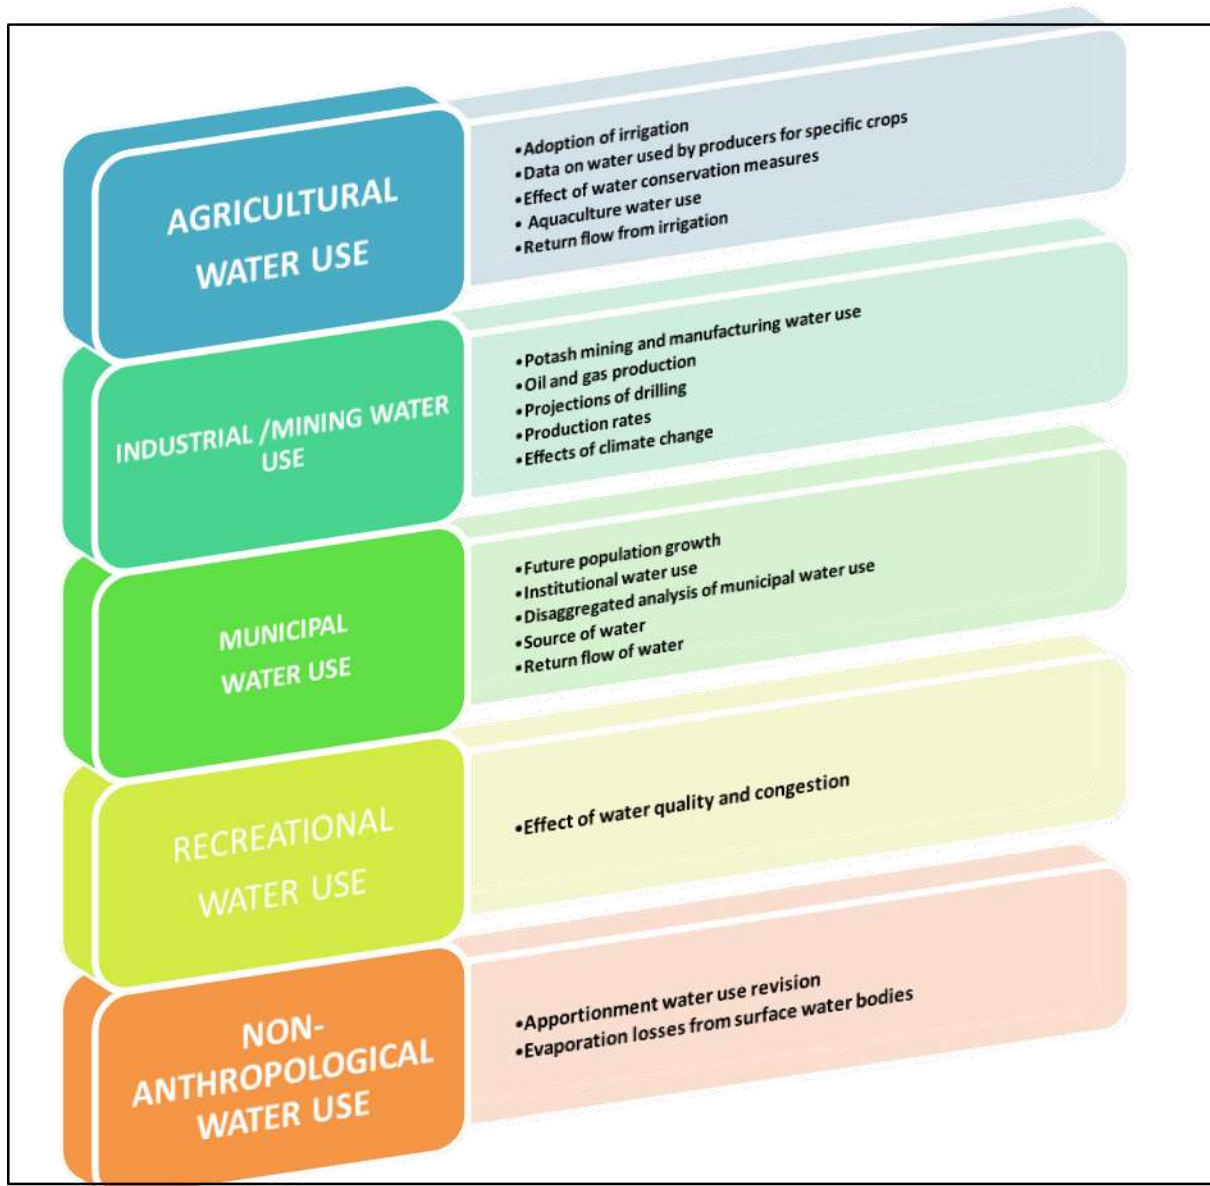 AGRICULTURAL
WATER USE
•Adoption of irrigation
•Data on water used by producers for specific crops
•Effect of water conservation measures
• Aquaculture water use
•Return flow from irrigation
INDUSTRIAL /MINING WATER
USE
•Potash mining and manufacturing water use
•Oil and gas production
•Projections of drilling
•Production rates
•Effects of climate change
MUNICIPAL
WATER USE
•Future population growth
•Institutional water use
•Disaggregated analysis of municipal water use
•Source of water
•Return flow of water
RECREATIONAL
WATER USE
•Effect of water quality and congestion
NON-
ANTHROPOLOGICAL
WATER USE
•Apportionment water use revision
•Evaporation losses from surface water bodies